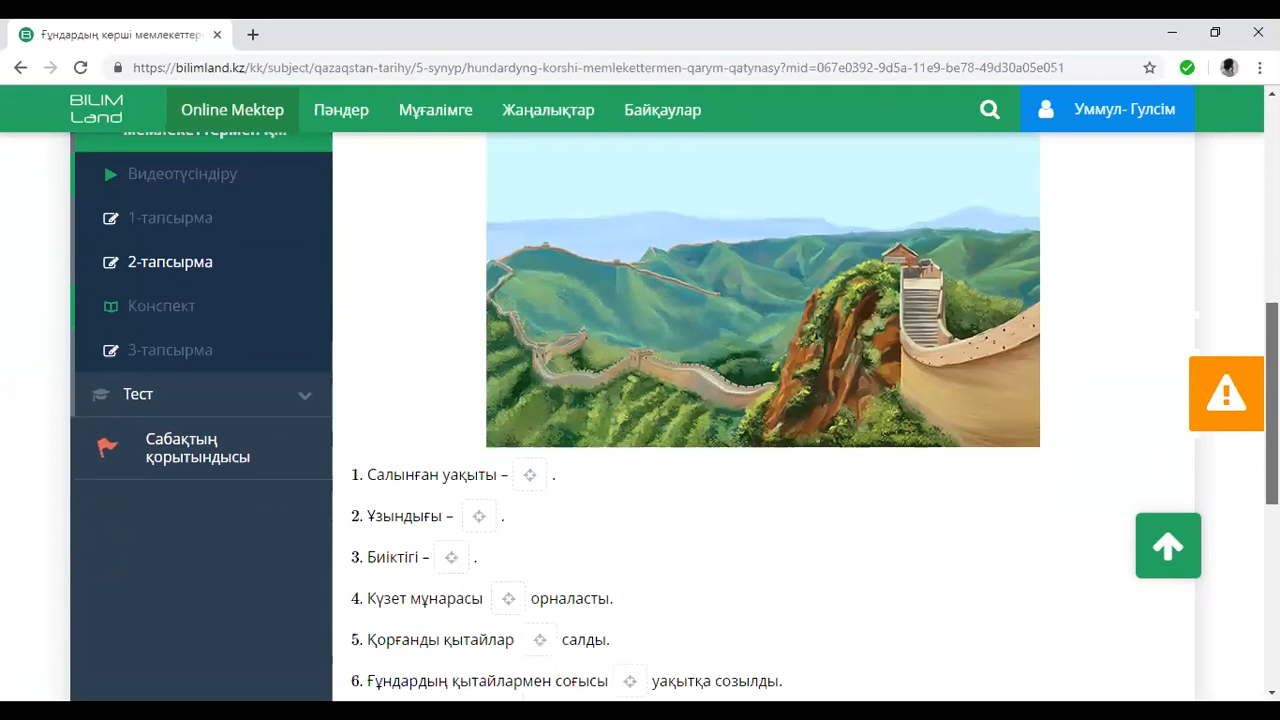 Ғұндардың көрші мемлекеттерм
https://bilimland.kz/kk/subject/qazaqstan-tarihy/5-synyp/hundardyng-korshi-memlekettermen-qarym-qatynasy?mid=067e0392-9d5a-11e9-be78-49d30a05e051
BILIM
Land
Online Mektep
Пәндер
Мұғалімге
Жаңалықтар
Байқаулар
Уммул- Гулсім
мемлекеттермен қ...
Видеотүсіндіру
1-тапсырма
2-тапсырма
Конспект
3-тапсырма
Тест
Сабақтың
қорытындысы
1. Салынған уақыты – .
2. Ұзындығы – .
3. Биіктігі – .
4. Күзет мұнарасы орналасты.
5. Қорғанды қытайлар салды.
6. Ғұндардың қытайлармен соғысы уақытқа созылды.